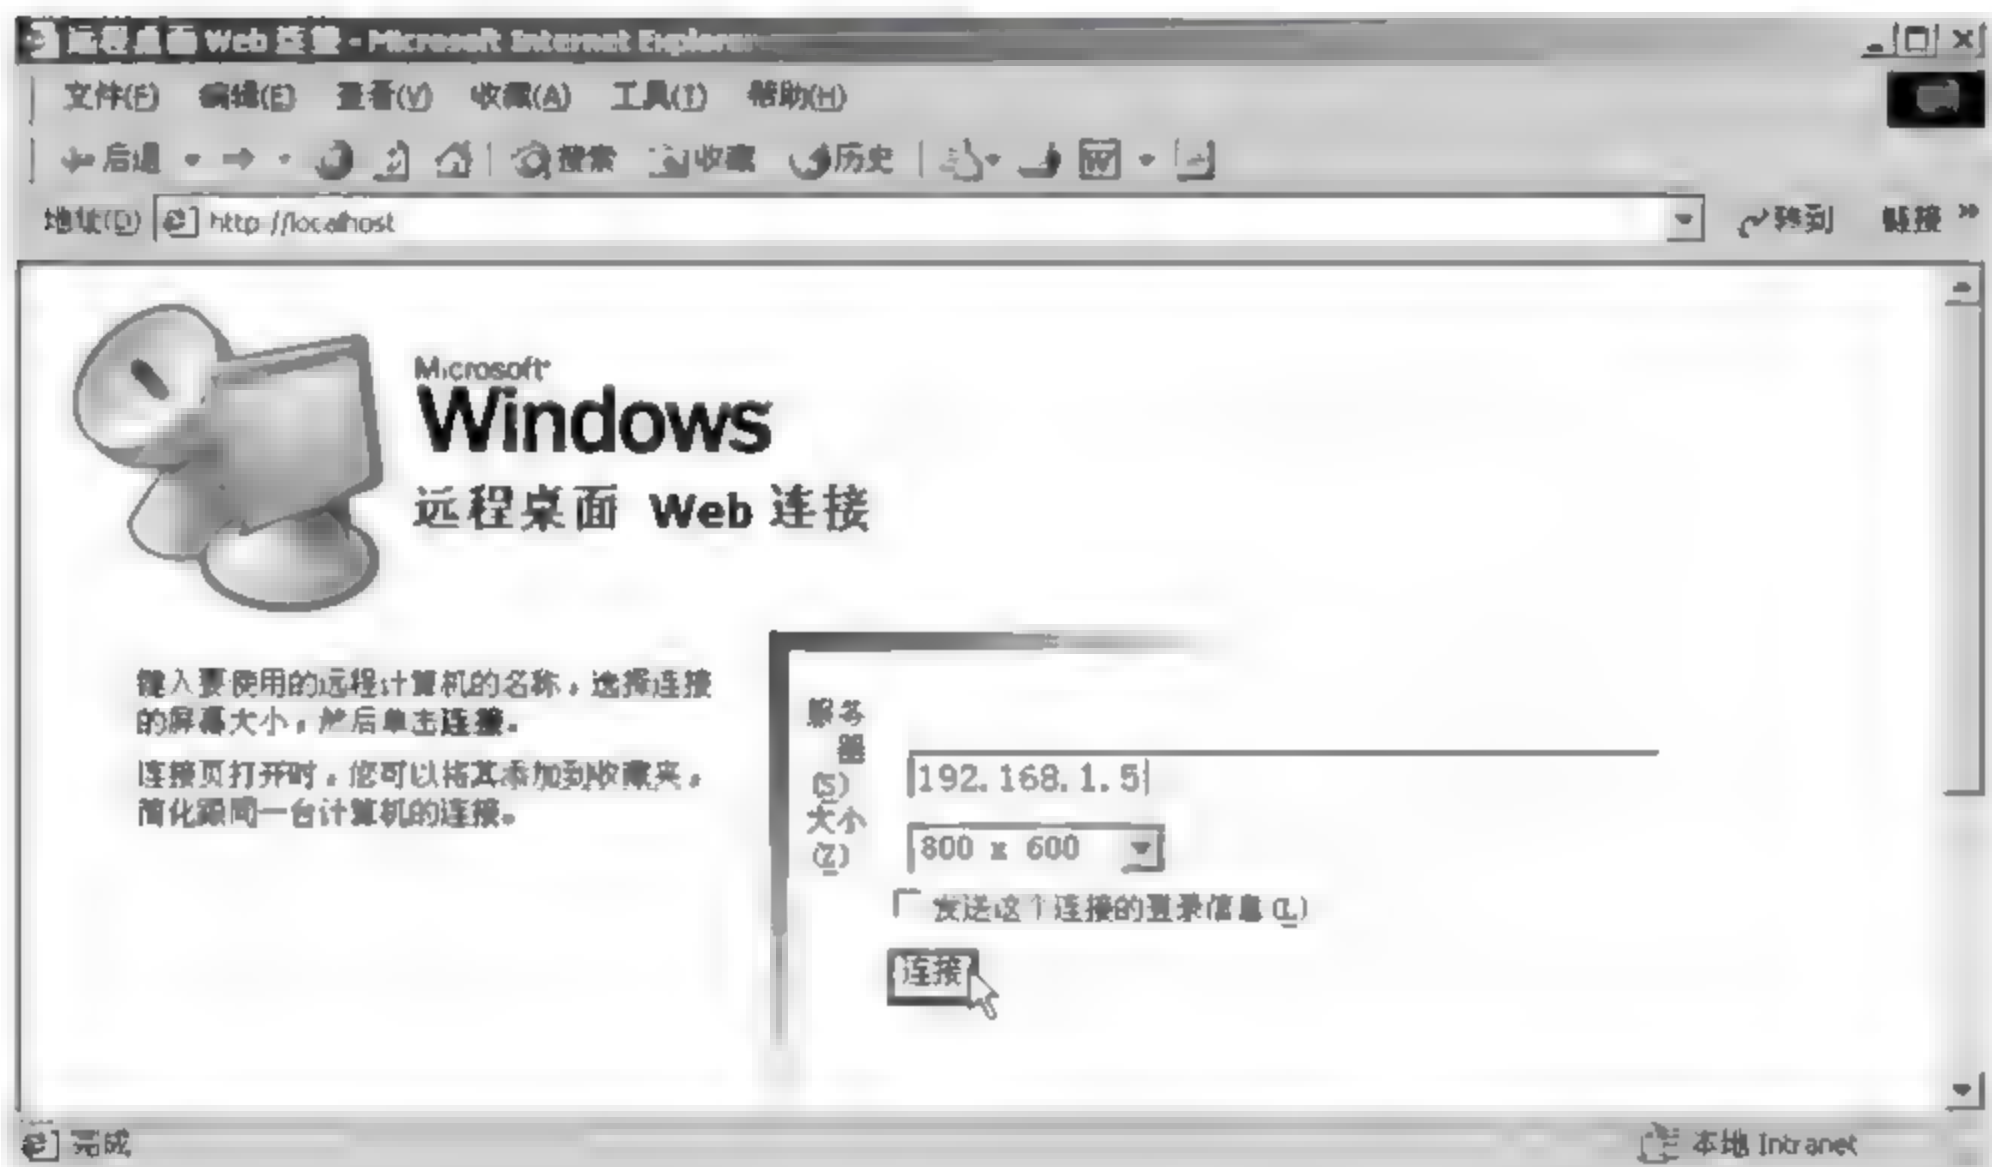 远程桌面 Web 连接 - Microsoft Internet Explorer
文件(F) 编辑(E) 查看(V) 收藏(A) 工具(T) 帮助(H)
后退 搜索 收藏 历史
地址(D) http://localhost 转到 链接 »
Microsoft
Windows
远程桌面 Web 连接
键入要使用的远程计算机的名称，选择连接
的屏幕大小，然后单击连接。
连接页打开时，您可以将其添加到收藏夹，
简化跟同一台计算机的连接。
服务
器
(S) 192.168.1.5
大小
(Z) 800 x 600
发送这个连接的登录信息(L)
连接
完成 本地 Intranet